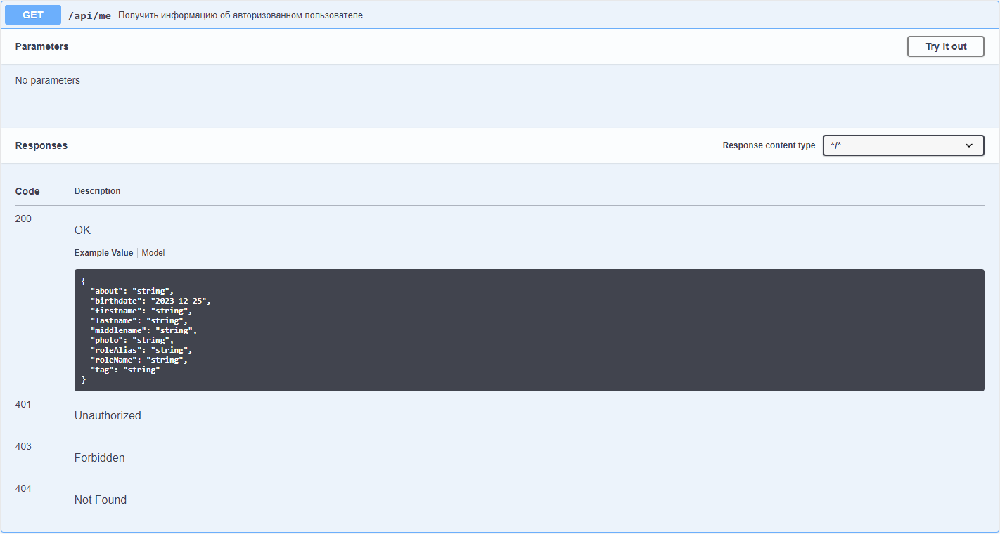 GET /api/me Получить информацию об авторизованном пользователе
Parameters Try it out
No parameters
Responses Response content type */*
Code Description
200
OK
Example Value Model
{
"about": "string",
"birthdate": "2023-12-25",
"firstname": "string",
"lastname": "string",
"middlename": "string",
"photo": "string",
"roleAlias": "string",
"roleName": "string",
"tag": "string"
}
401
Unauthorized
403
Forbidden
404
Not Found